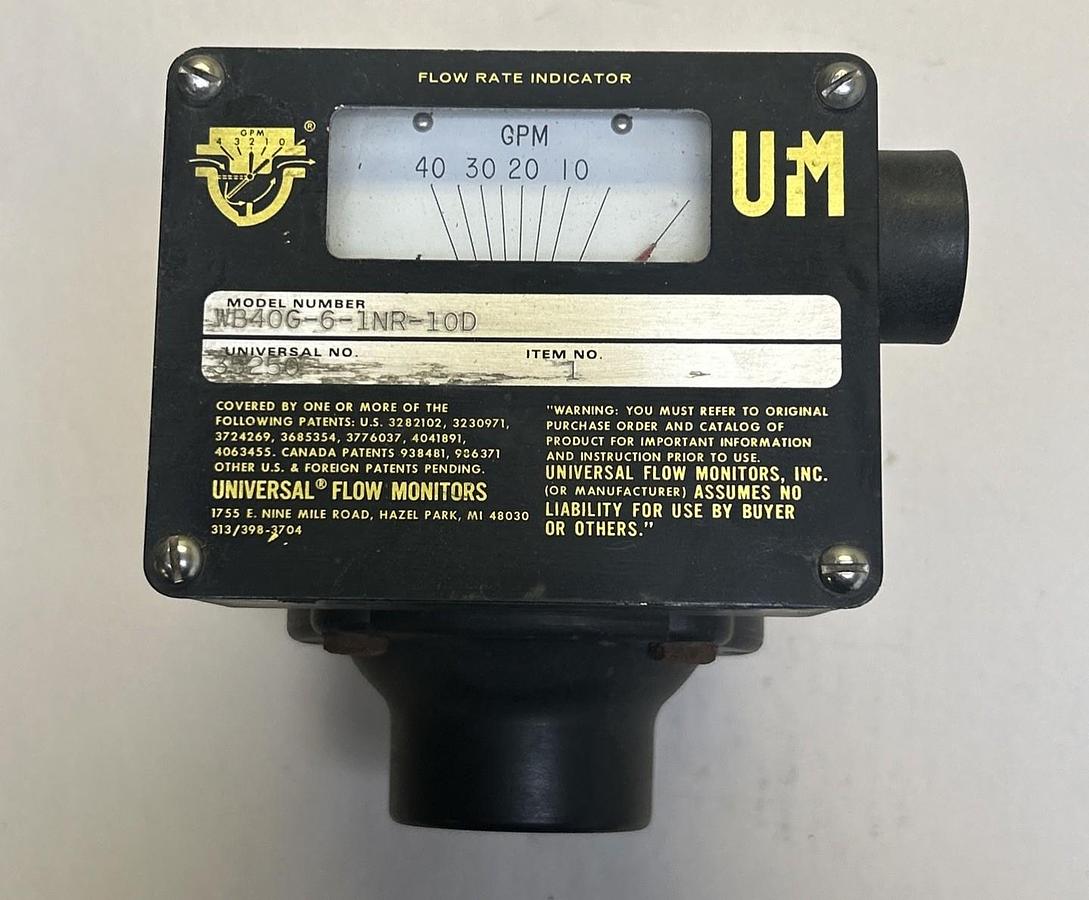 FLOW RATE INDICATOR
GPM
4 3 2 1 0
®
GPM
40 30 20 10
UFM
MODEL NUMBER
WB40G-6-1NR-10D
UNIVERSAL NO.
ITEM NO.
1
COVERED BY ONE OR MORE OF THE
FOLLOWING PATENTS: U.S. 3282102, 3230971,
3724269, 3685354, 3776037, 4041891,
4063455. CANADA PATENTS 938481, 986371
OTHER U.S. & FOREIGN PATENTS PENDING.
UNIVERSAL® FLOW MONITORS
1755 E. NINE MILE ROAD, HAZEL PARK, MI 48030
313/398-3704
"WARNING: YOU MUST REFER TO ORIGINAL
PURCHASE ORDER AND CATALOG OF
PRODUCT FOR IMPORTANT INFORMATION
AND INSTRUCTION PRIOR TO USE.
UNIVERSAL FLOW MONITORS, INC.
(OR MANUFACTURER) ASSUMES NO
LIABILITY FOR USE BY BUYER
OR OTHERS."